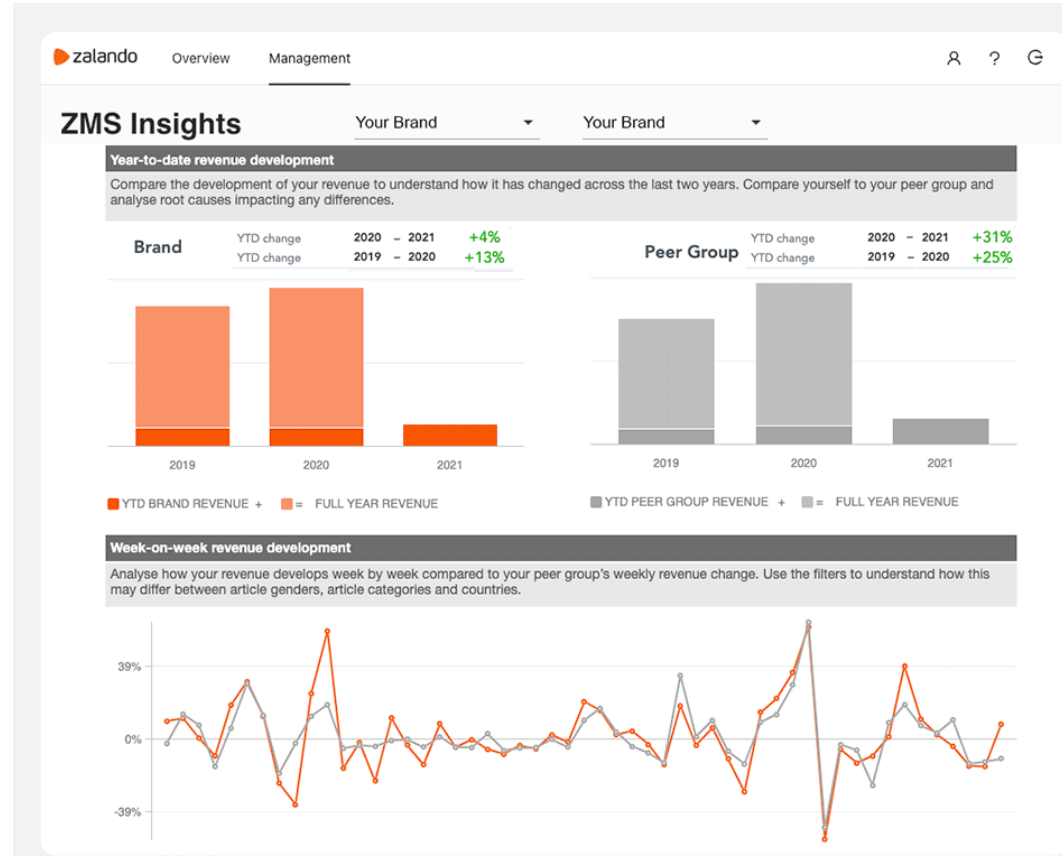 zalando Overview Management ?
ZMS Insights Your Brand Your Brand
Year-to-date revenue development
Compare the development of your revenue to understand how it has changed across the last two years. Compare yourself to your peer group and
analyse root causes impacting any differences.
Brand
YTD change 2020 – 2021 +4%
YTD change 2019 – 2020 +13%
Peer Group
YTD change 2020 – 2021 +31%
YTD change 2019 – 2020 +25%
2019 2020 2021
2019 2020 2021
YTD BRAND REVENUE + = FULL YEAR REVENUE
YTD PEER GROUP REVENUE + = FULL YEAR REVENUE
Week-on-week revenue development
Analyse how your revenue develops week by week compared to your peer group's weekly revenue change. Use the filters to understand how this
may differ between article genders, article categories and countries.
39%
0%
-39%